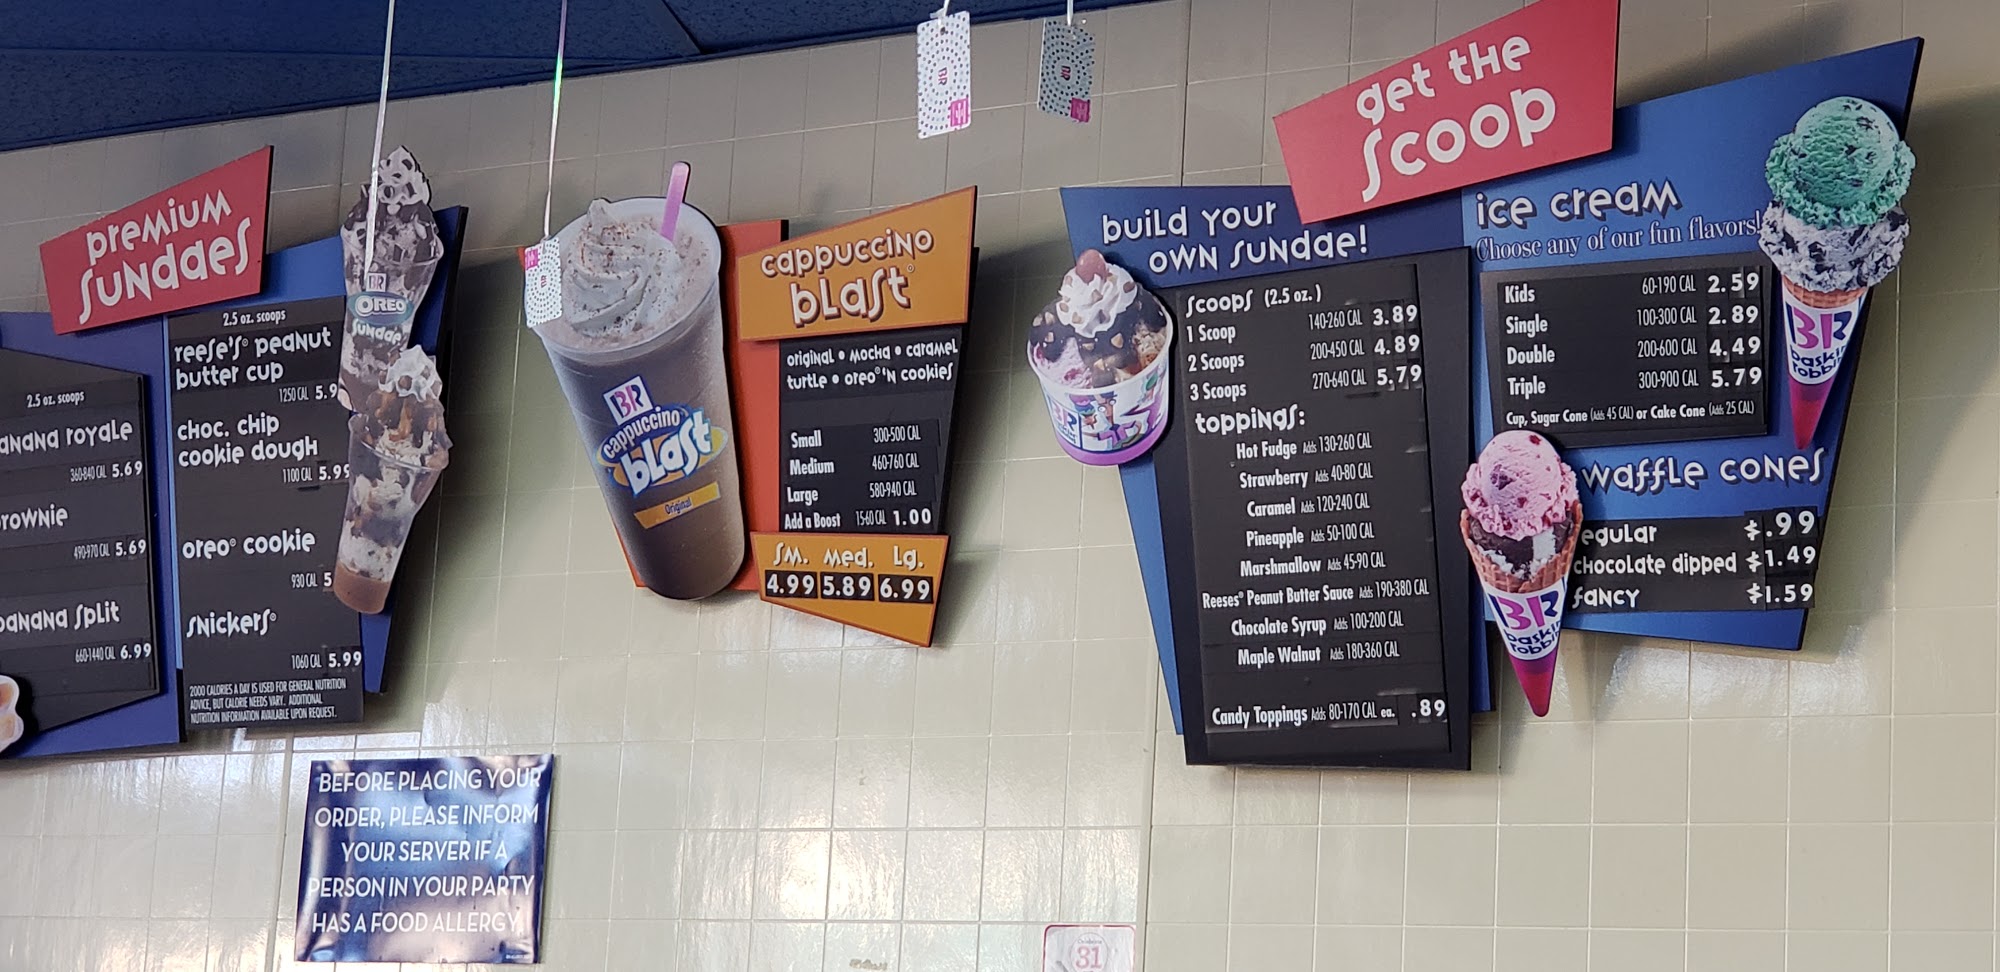 premium
sundaes
2.5 oz. scoops
anana royale
360-840 CAL 5.69
rownie
490-970 CAL 5.69
banana split
660-1440 CAL 6.99
2.5 oz. scoops
reese's® peanut
butter cup
1250 CAL 5.9
choc. chip
cookie dough
1100 CAL 5.99
oreo® cookie
930 CAL 5
snickers®
1060 CAL 5.99
2000 CALORIES A DAY IS USED FOR GENERAL NUTRITION
ADVICE, BUT CALORIE NEEDS VARY. ADDITIONAL
NUTRITION INFORMATION AVAILABLE UPON REQUEST.
BR
OREO
sundae
BEFORE PLACING YOUR
ORDER, PLEASE INFORM
YOUR SERVER IF A
PERSON IN YOUR PARTY
HAS A FOOD ALLERGY.
BR
cappuccino
blast
Original
cappuccino
blast®
original • mocha • caramel
turtle • oreo® 'n cookies
Small 300-500 CAL
Medium 460-760 CAL
Large 580-940 CAL
Add a Boost 15-60 CAL 1.00
Sm. Med. Lg.
4.99 5.89 6.99
BR
BR
get the
scoop
build your
own sundae!
BR
31
scoops (2.5 oz.)
1 Scoop 140-260 CAL 3.89
2 Scoops 200-450 CAL 4.89
3 Scoops 270-640 CAL 5.79
toppings:
Hot Fudge Adds 130-260 CAL
Strawberry Adds 40-80 CAL
Caramel Adds 120-240 CAL
Pineapple Adds 50-100 CAL
Marshmallow Adds 45-90 CAL
Reeses® Peanut Butter Sauce Adds 190-380 CAL
Chocolate Syrup Adds 100-200 CAL
Maple Walnut Adds 180-360 CAL
Candy Toppings Adds 80-170 CAL ea. .89
ice cream
Choose any of our fun flavors!
Kids 60-190 CAL 2.59
Single 100-300 CAL 2.89
Double 200-600 CAL 4.49
Triple 300-900 CAL 5.79
Cup, Sugar Cone (Adds 45 CAL) or Cake Cone (Adds 25 CAL)
BR
baskin
robbi
waffle cones
egular $.99
chocolate dipped $1.49
fancy $1.59
BR
baskin
robbi
31